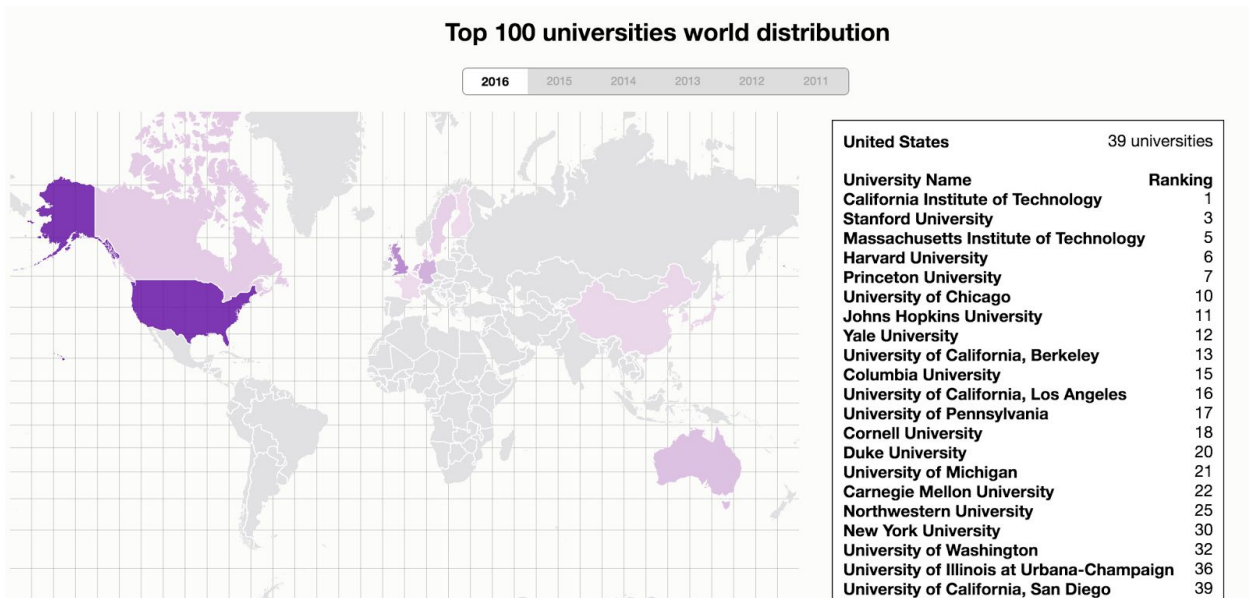 Top 100 universities world distribution
2016 2015 2014 2013 2012 2011
United States 39 universities
University Name Ranking
California Institute of Technology 1
Stanford University 3
Massachusetts Institute of Technology 5
Harvard University 6
Princeton University 7
University of Chicago 10
Johns Hopkins University 11
Yale University 12
University of California, Berkeley 13
Columbia University 15
University of California, Los Angeles 16
University of Pennsylvania 17
Cornell University 18
Duke University 20
University of Michigan 21
Carnegie Mellon University 22
Northwestern University 25
New York University 30
University of Washington 32
University of Illinois at Urbana-Champaign 36
University of California, San Diego 39